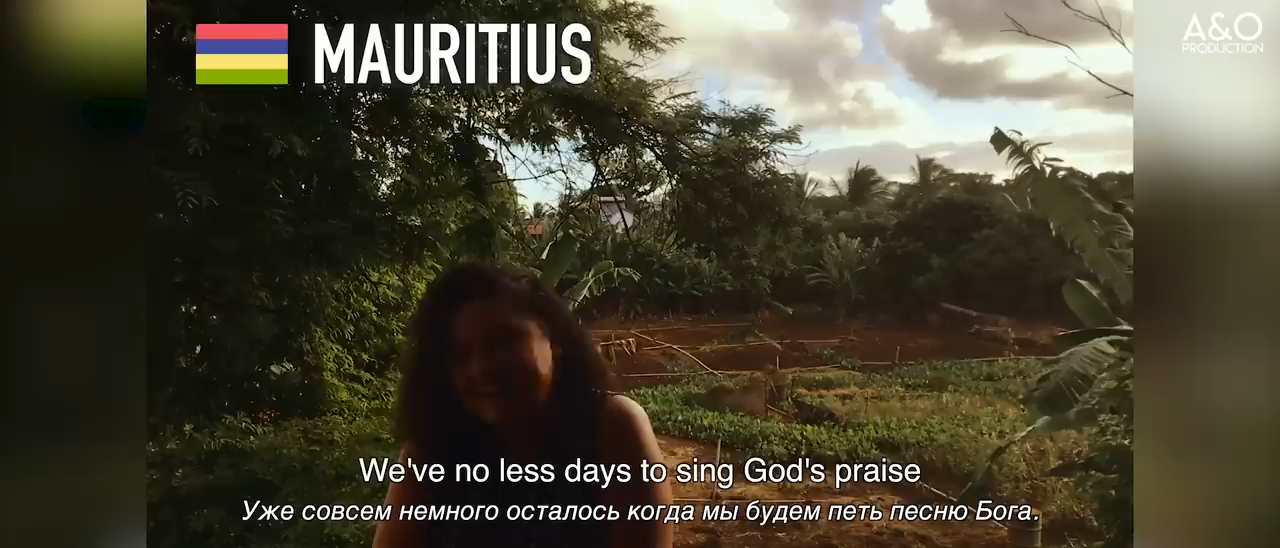 MAURITIUS
A&O
PRODUCTION
We've no less days to sing God's praise
Уже совсем немного осталось когда мы будем петь песню Бога.